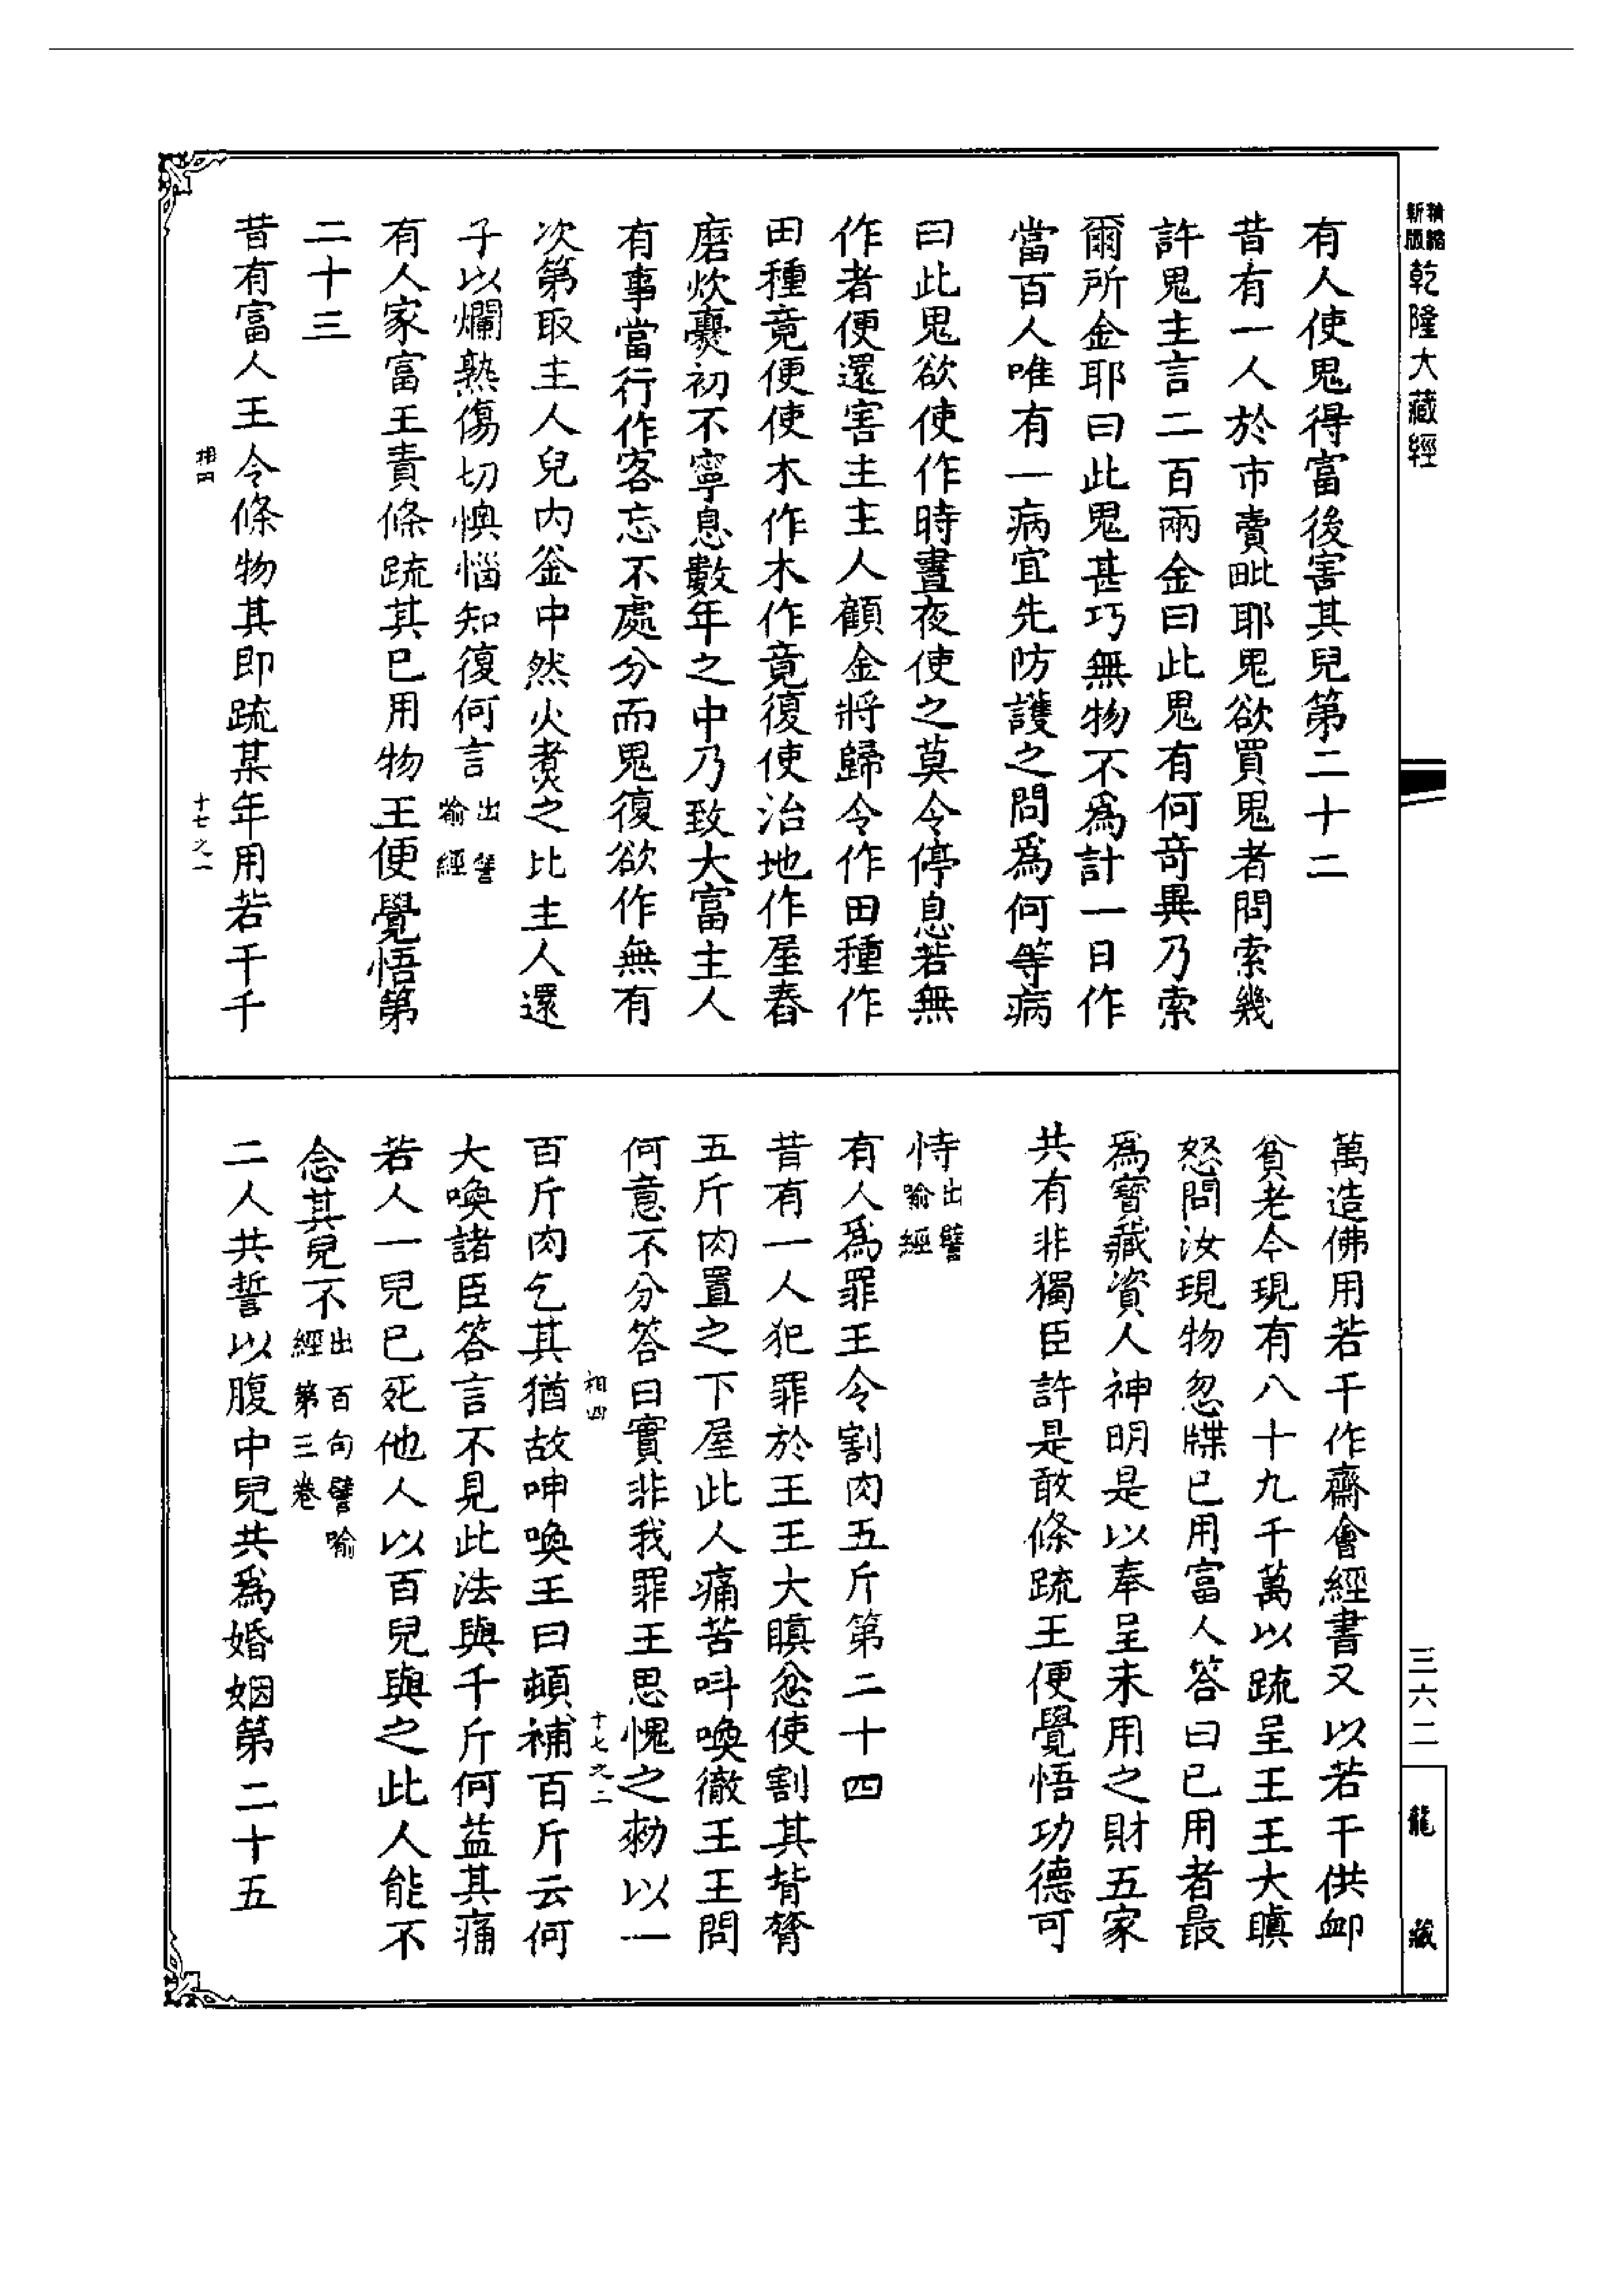 新版精縮乾隆大藏經
有人使鬼得富後害其兒第二十二
昔有一人於市賣毗耶鬼欲買鬼者問索幾
許鬼主言二百兩金曰此鬼有何奇異乃索
爾所金耶曰此鬼甚巧無物不爲計一日作
當百人唯有一病宜先防護之問爲何等病
曰此鬼欲使作時晝夜使之莫令停息若無
作者便還害主主人顧金將歸令作田種作
田種竟便使木作木作竟復使治地作屋舂
磨炊㸑初不寧息數年之中乃致大富主人
有事當行作客忘不處分而鬼復欲作無有
次第取主人兒內釜中然火煑之比主人還
子以爛熟傷切懊惱知復何言出譬
喻經
有人家富王責條疏其已用物王便覺悟第
二十三
昔有富人王令條物其即疏某年用若干千
相四
十七之一
萬造佛用若干作齋會經書又以若干供卹
貧老今現有八十九千萬以疏呈王王大瞋
怒問汝現物忽牒已用富人答曰已用者最
爲寶藏資人神明是以奉呈未用之財五家
共有非獨臣許是敢條疏王便覺悟功德可
恃出譬
喻經
有人爲罪王令割肉五斤第二十四
昔有一人犯罪於王王大瞋忿使割其背膂
五斤肉置之下屋此人痛苦呌喚徹王王問
何意不分答曰實非我罪王思愧之勑以一
相四
十七之二
百斤肉乞其猶故呻喚王曰頓補百斤云何
大喚諸臣答言不見此法與千斤何益其痛
若人一兒已死他人以百兒與之此人能不
念其兒不出百句譬喻
經第三卷
二人共誓以腹中兒共爲婚姻第二十五
三六二
龍藏